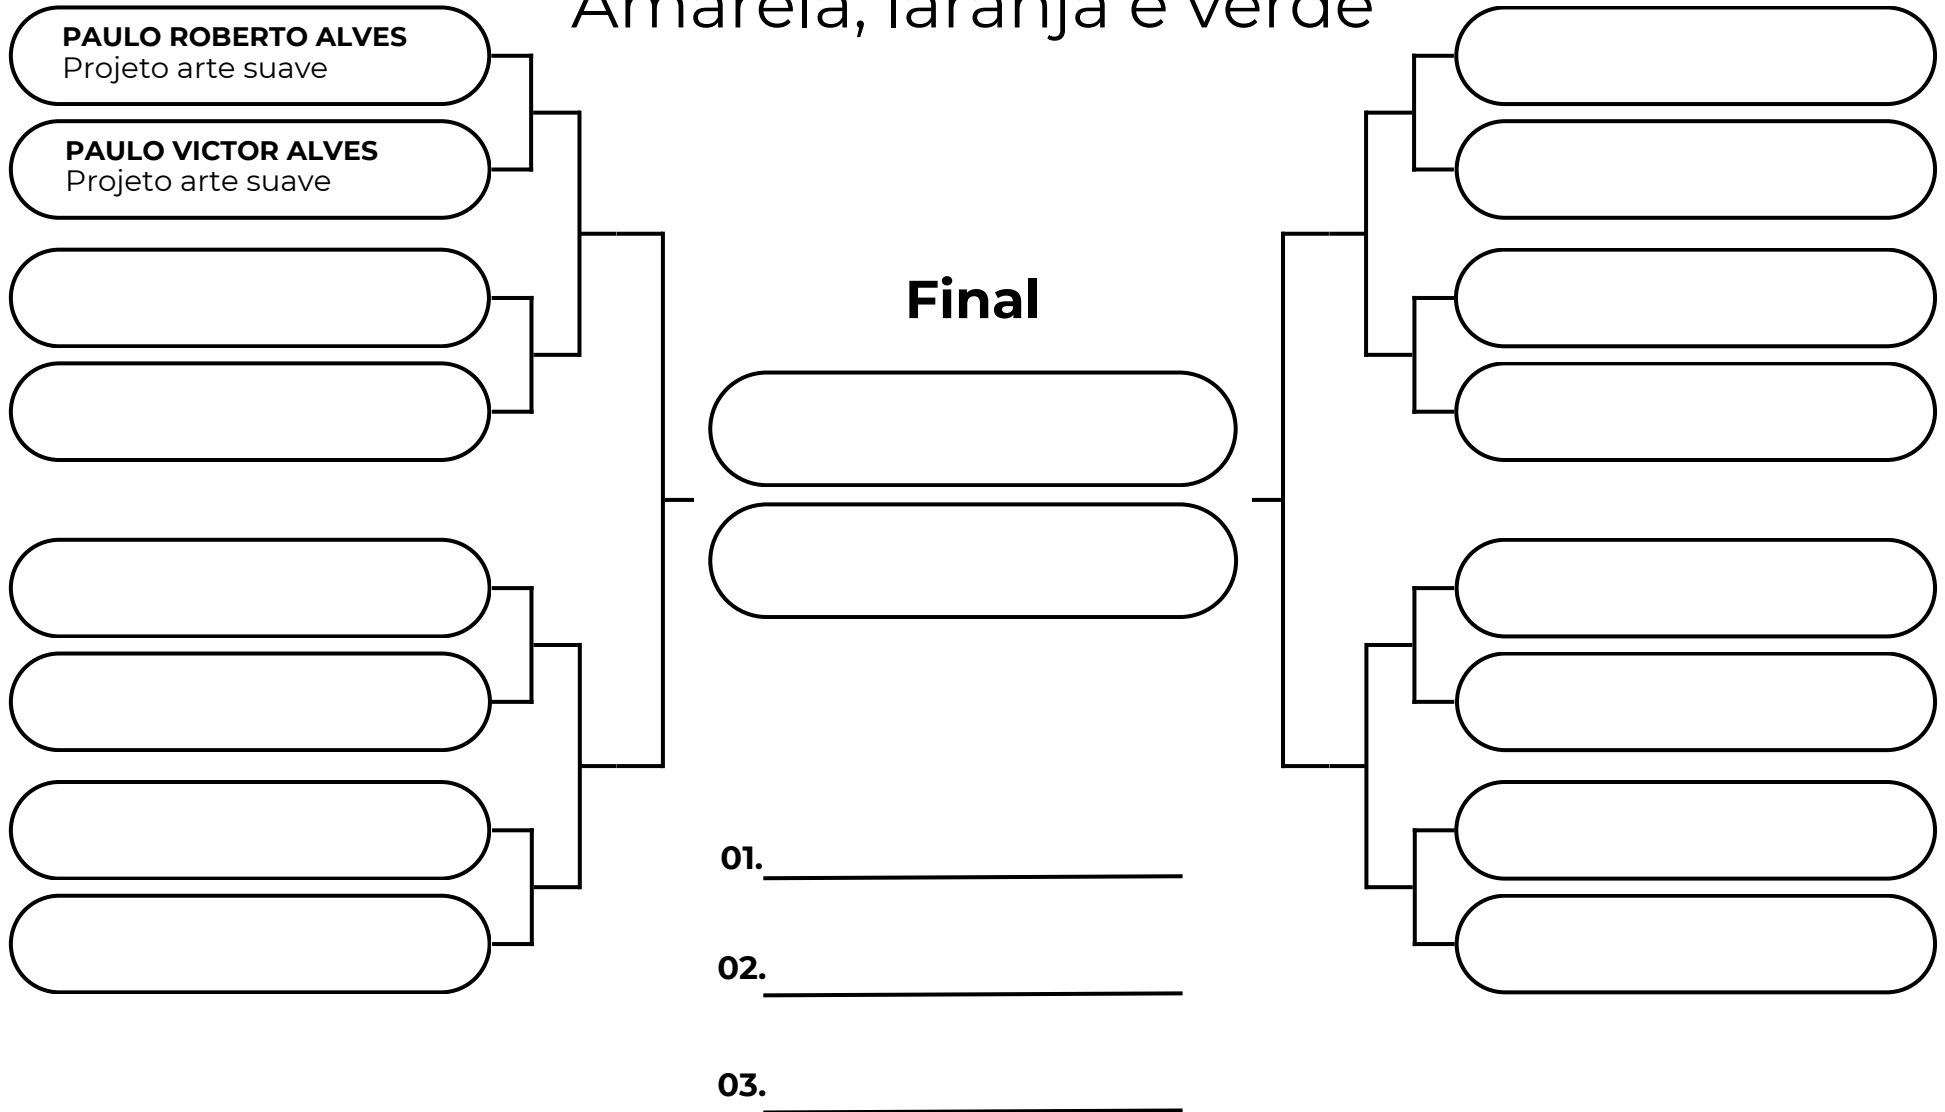 Amarela, laranja e verde
PAULO ROBERTO ALVES
Projeto arte suave
PAULO VICTOR ALVES
Projeto arte suave
Final
01.
02.
03.